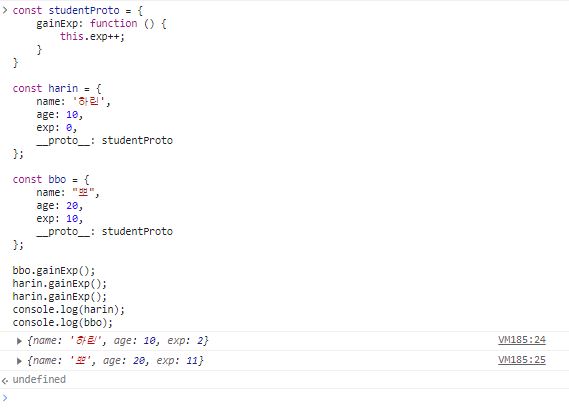 const studentProto = {
    gainExp: function () {
        this.exp++;
    }
}

const harin = {
    name: '하린',
    age: 10,
    exp: 0,
    __proto__: studentProto
};

const bbo = {
    name: "뽀",
    age: 20,
    exp: 10,
    __proto__: studentProto
};

bbo.gainExp();
harin.gainExp();
harin.gainExp();
console.log(harin);
console.log(bbo);
{name: '하린', age: 10, exp: 2} VM185:24
{name: '뽀', age: 20, exp: 11} VM185:25
undefined